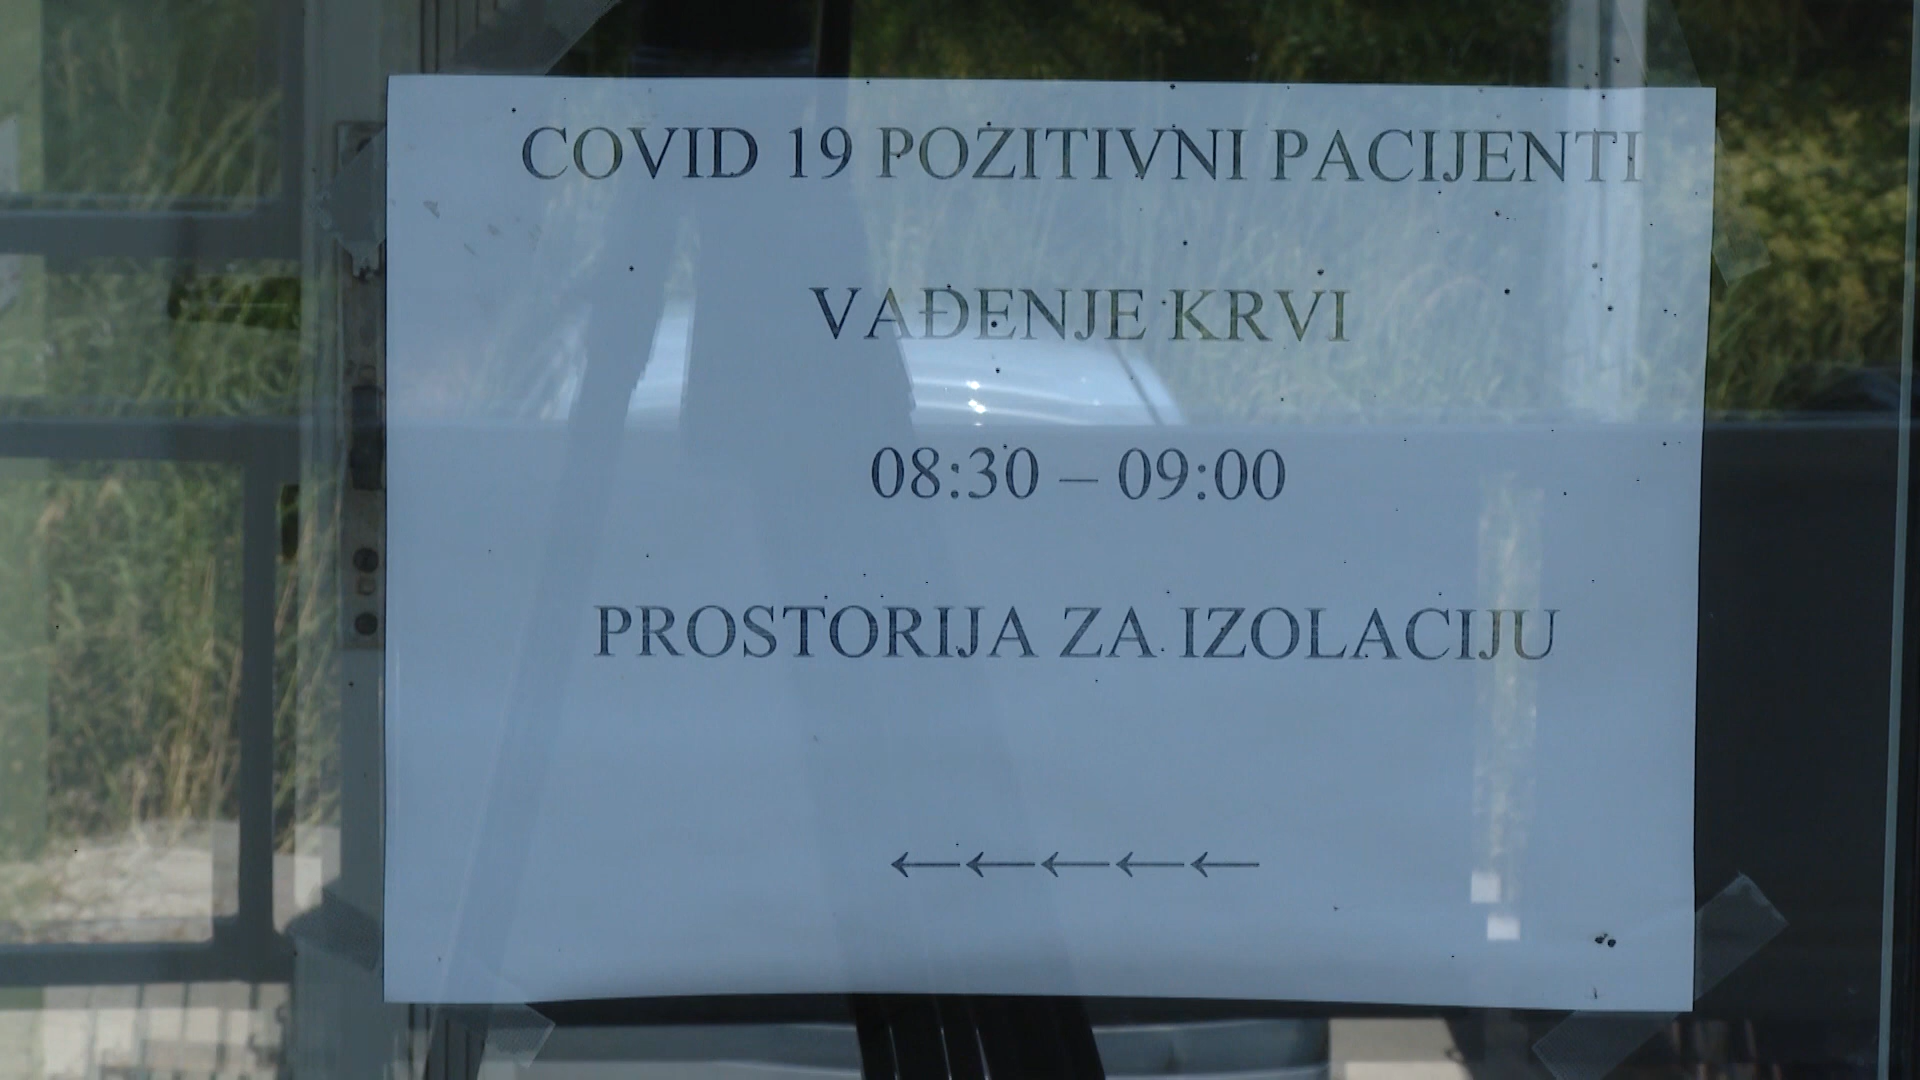 COVID 19 POZITIVNI PACIJENTI
VAĐENJE KRVI
08:30 – 09:00
PROSTORIJA ZA IZOLACIJU
←←←←←